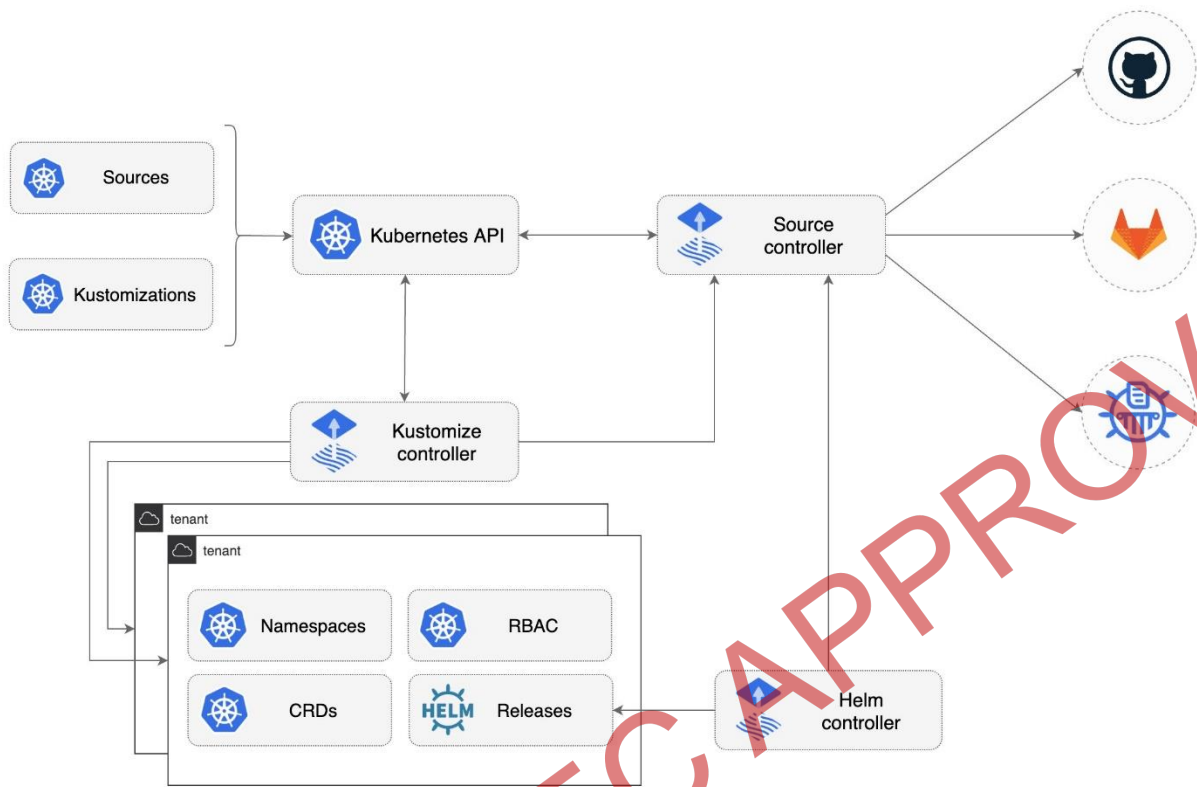 Sources
Kustomizations
Kubernetes API
Source
controller
Kustomize
controller
tenant
tenant
Namespaces
RBAC
CRDs
HELM
Releases
Helm
controller
APPROV